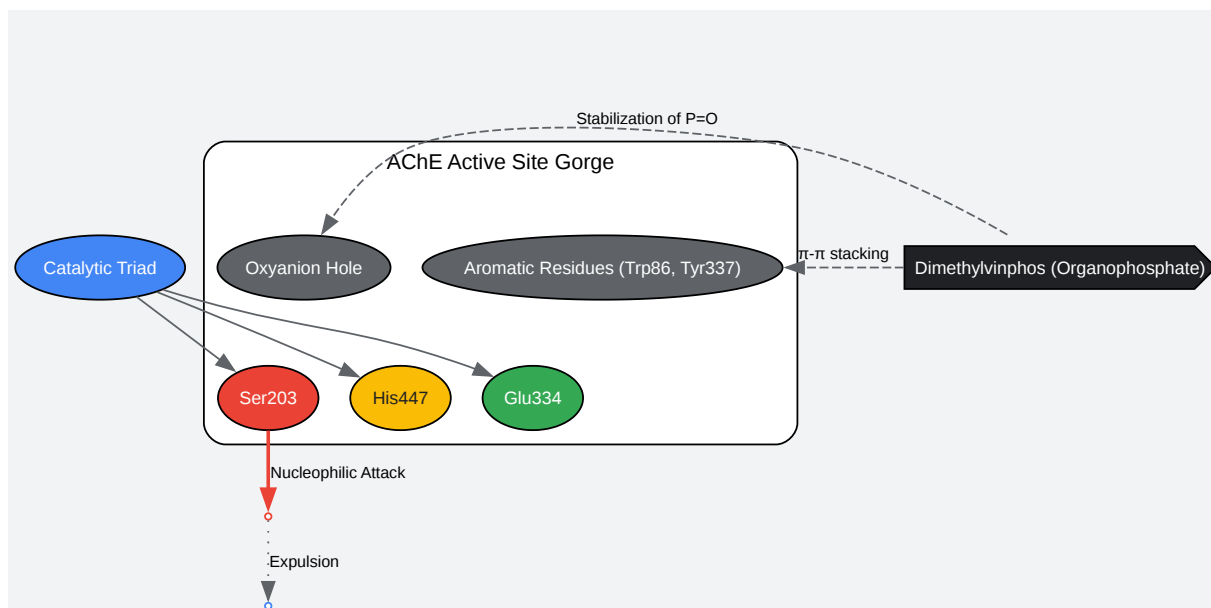 Stabilization of P=O
AChE Active Site Gorge
Catalytic Triad
Oxyanion Hole
Aromatic Residues (Trp86, Tyr337)
π-π stacking
Dimethylvinphos (Organophosphate)
Ser203
His447
Glu334
Nucleophilic Attack
Expulsion